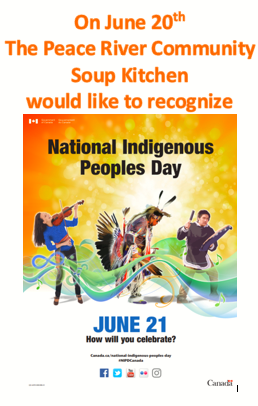 On June 20th
The Peace River Community
Soup Kitchen
would like to recognize
National Indigenous
Peoples Day
JUNE 21
How will you celebrate?
Canada.ca/national-indigenous-peoples-day
#NIPDCanada
Canada